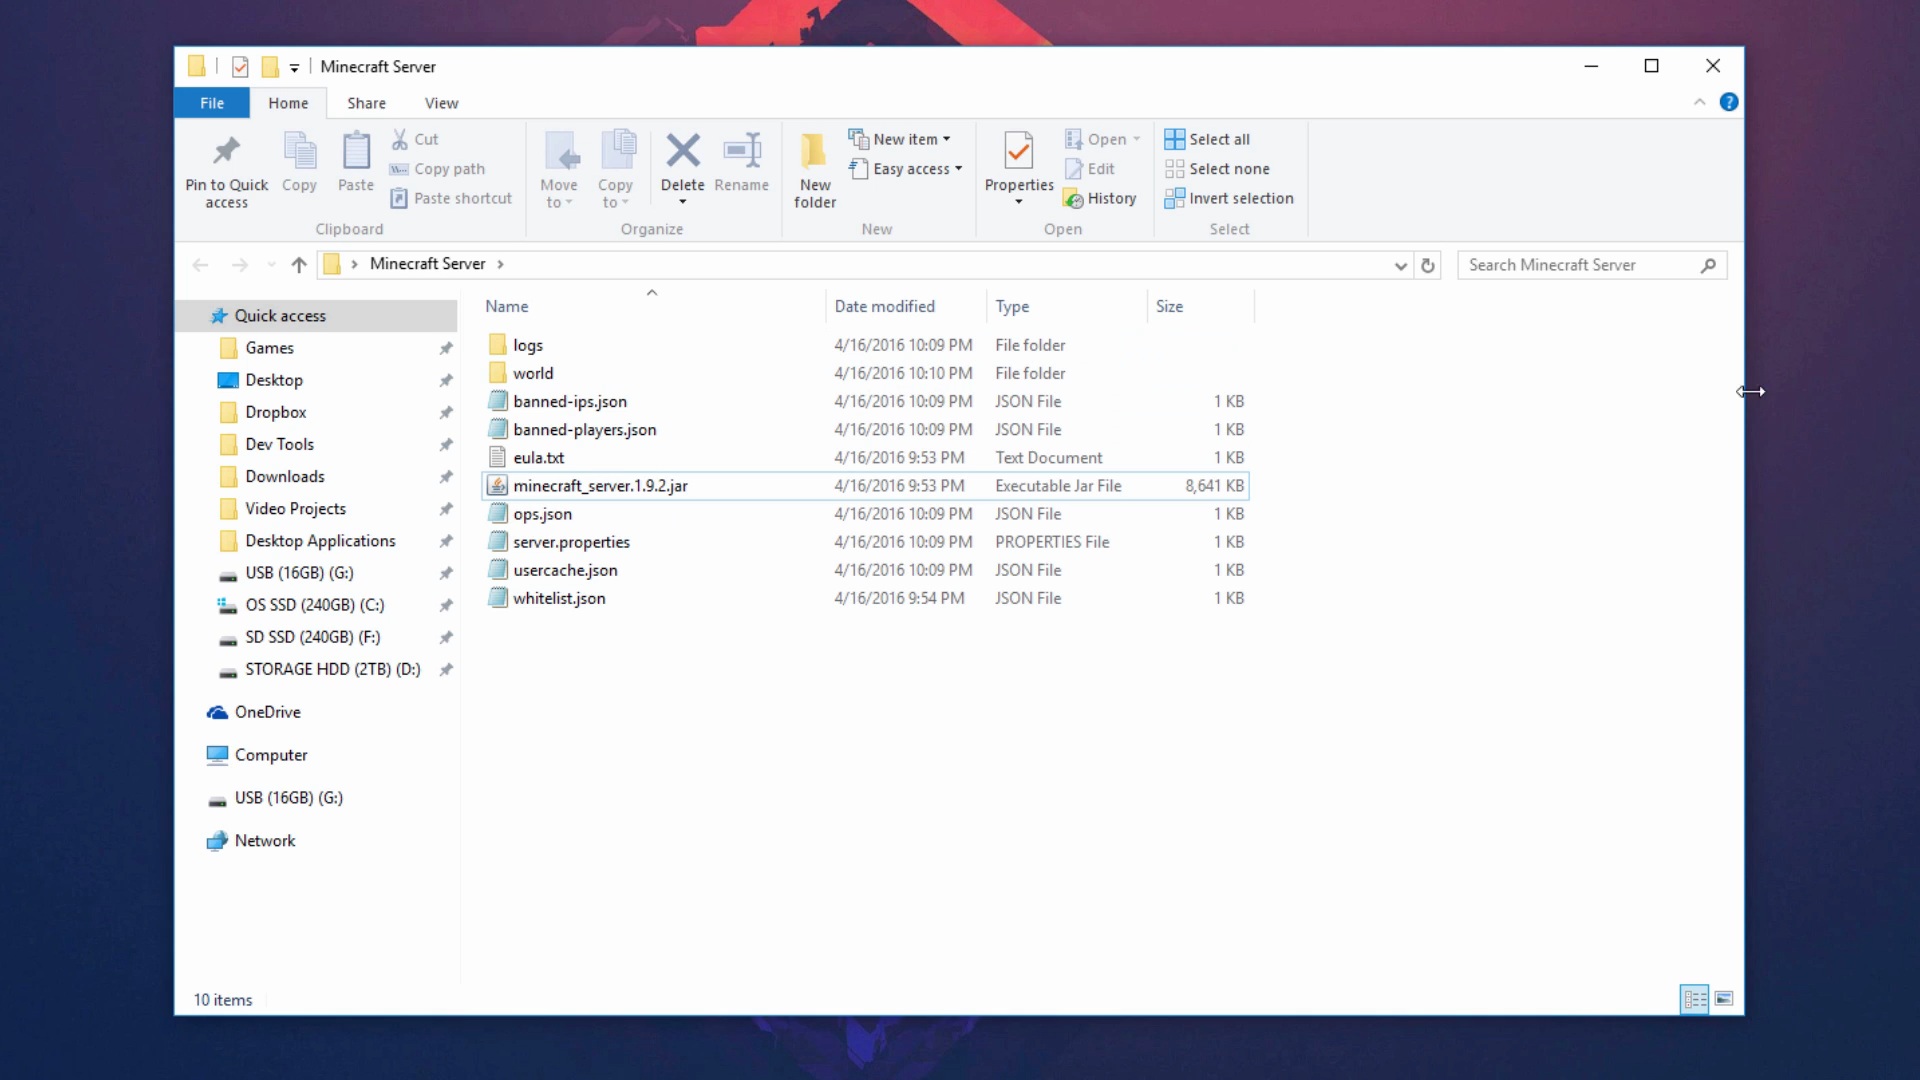 Minecraft Server
File Home Share View
Pin to Quick access
Copy
Paste
Cut
Copy path
Paste shortcut
Clipboard
Move to
Copy to
Delete
Rename
Organize
New folder
New item
Easy access
New
Properties
Open
Edit
History
Open
Select all
Select none
Invert selection
Select
Minecraft Server
Search Minecraft Server
Quick access
Games
Desktop
Dropbox
Dev Tools
Downloads
Video Projects
Desktop Applications
USB (16GB) (G:)
OS SSD (240GB) (C:)
SD SSD (240GB) (F:)
STORAGE HDD (2TB) (D:)
OneDrive
Computer
USB (16GB) (G:)
Network
Name Date modified Type Size
logs 4/16/2016 10:09 PM File folder
world 4/16/2016 10:10 PM File folder
banned-ips.json 4/16/2016 10:09 PM JSON File 1 KB
banned-players.json 4/16/2016 10:09 PM JSON File 1 KB
eula.txt 4/16/2016 9:53 PM Text Document 1 KB
minecraft_server.1.9.2.jar 4/16/2016 9:53 PM Executable Jar File 8,641 KB
ops.json 4/16/2016 10:09 PM JSON File 1 KB
server.properties 4/16/2016 10:09 PM PROPERTIES File 1 KB
usercache.json 4/16/2016 10:09 PM JSON File 1 KB
whitelist.json 4/16/2016 9:54 PM JSON File 1 KB
10 items